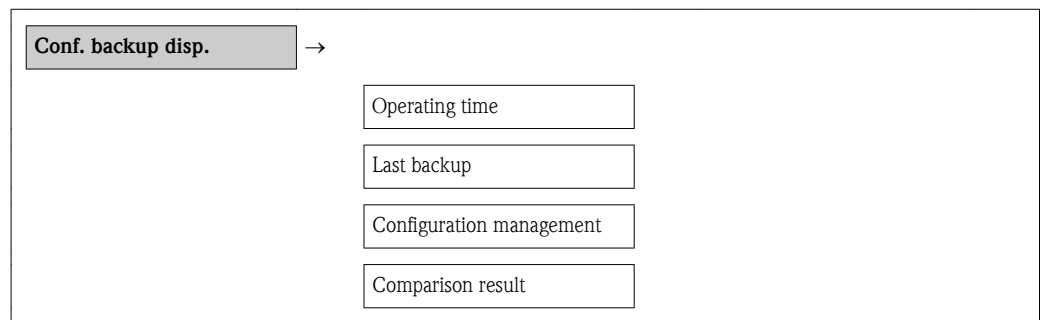 Conf. backup disp. →
Operating time
Last backup
Configuration management
Comparison result